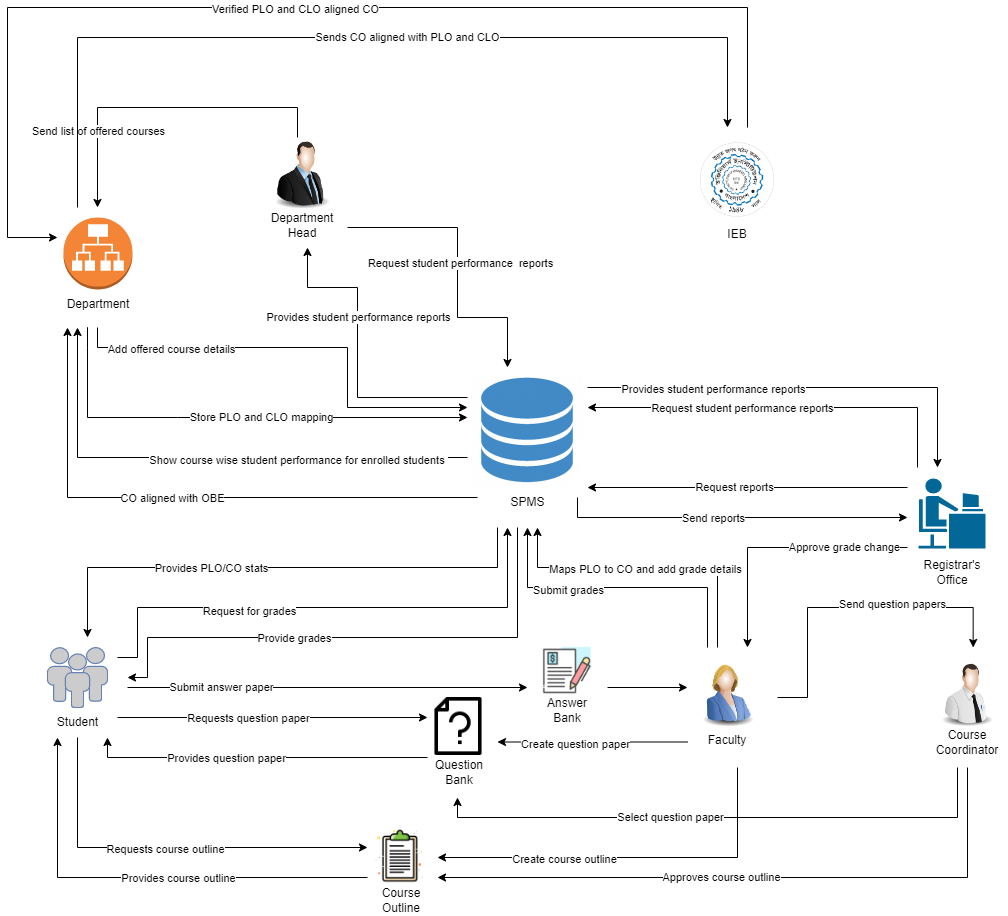 Verified PLO and CLO aligned CO
Sends CO aligned with PLO and CLO
Send list of offered courses
Department
Head
IEB
Request student performance  reports
Department
Provides student performance reports
Add offered course details
Provides student performance reports
Request student performance reports
Store PLO and CLO mapping
Show course wise student performance for enrolled students
Request reports
CO aligned with OBE
SPMS
Send reports
Approve grade change
Registrar's
Office
Provides PLO/CO stats
Maps PLO to CO and add grade details
Submit grades
Request for grades
Send question papers
Provide grades
Submit answer paper
Answer
Bank
Student
Requests question paper
Faculty
Course
Coordinator
Create question paper
Provides question paper
Question
Bank
Select question paper
Requests course outline
Create course outline
Provides course outline
Approves course outline
Course
Outline